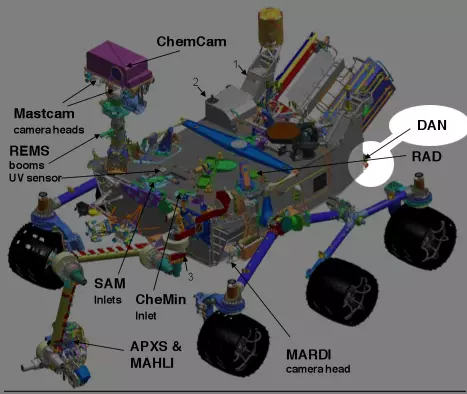 ChemCam
1
2
Mastcam
camera heads
DAN
REMS
booms
UV sensor
RAD
SAM
Inlets
CheMin
Inlet
3
APXS &
MAHLI
MARDI
camera head